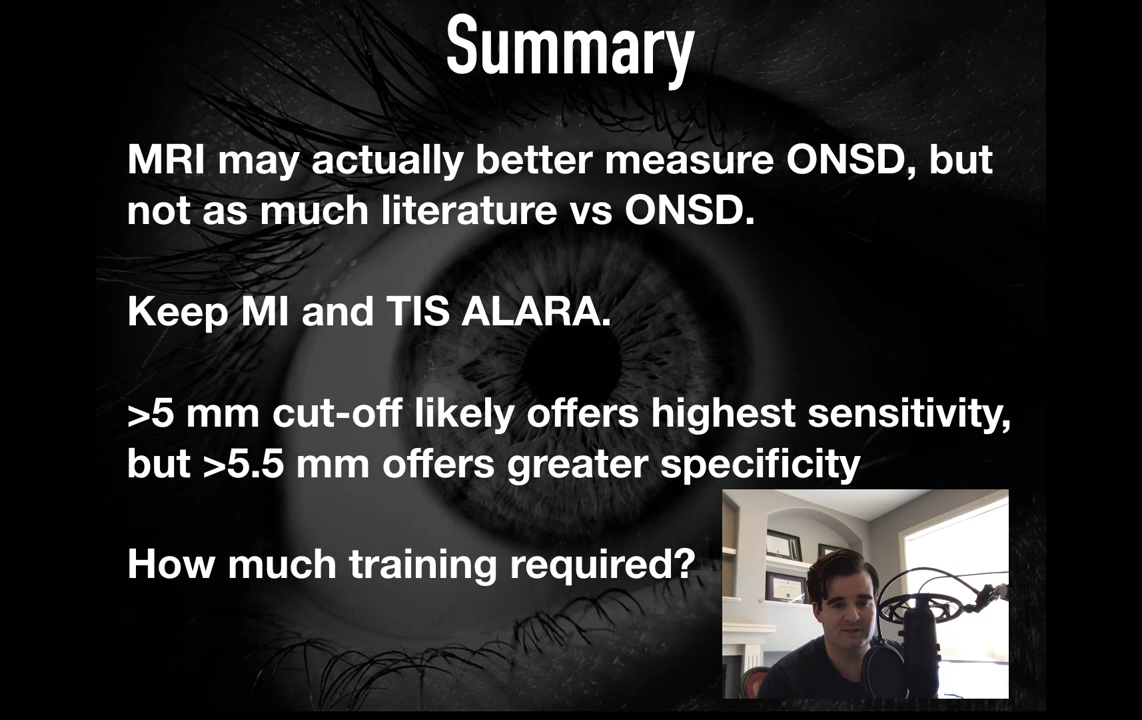 Summary
MRI may actually better measure ONSD, but
not as much literature vs ONSD.
Keep MI and TIS ALARA.
>5 mm cut-off likely offers highest sensitivity,
but >5.5 mm offers greater specificity
How much training required?